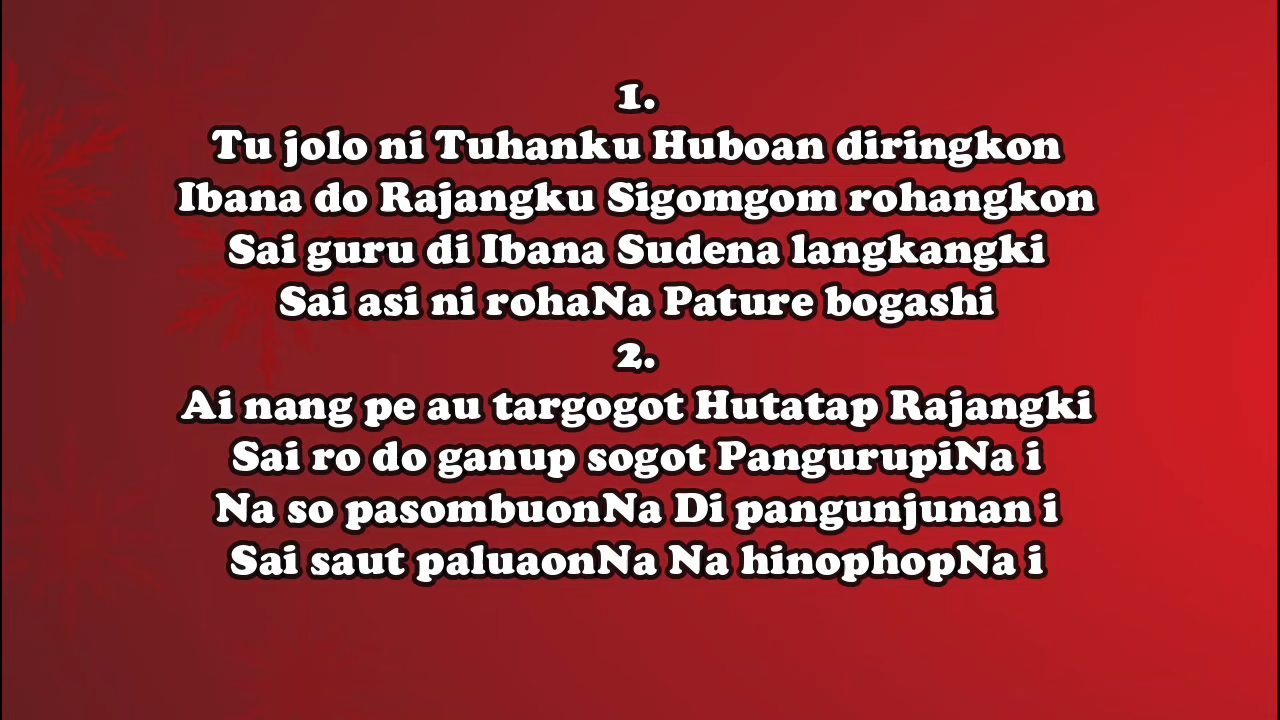 1.
Tu jolo ni Tuhanku Huboan diringkon
Ibana do Rajangku Sigomgom rohangkon
Sai guru di Ibana Sudena langkangki
Sai asi ni rohaNa Pature bogashi
2.
Ai nang pe au targogot Hutatap Rajangki
Sai ro do ganup sogot PangurupiNa i
Na so pasombuonNa Di pangunjunan i
Sai saut paluaonNa Na hinophopNa i